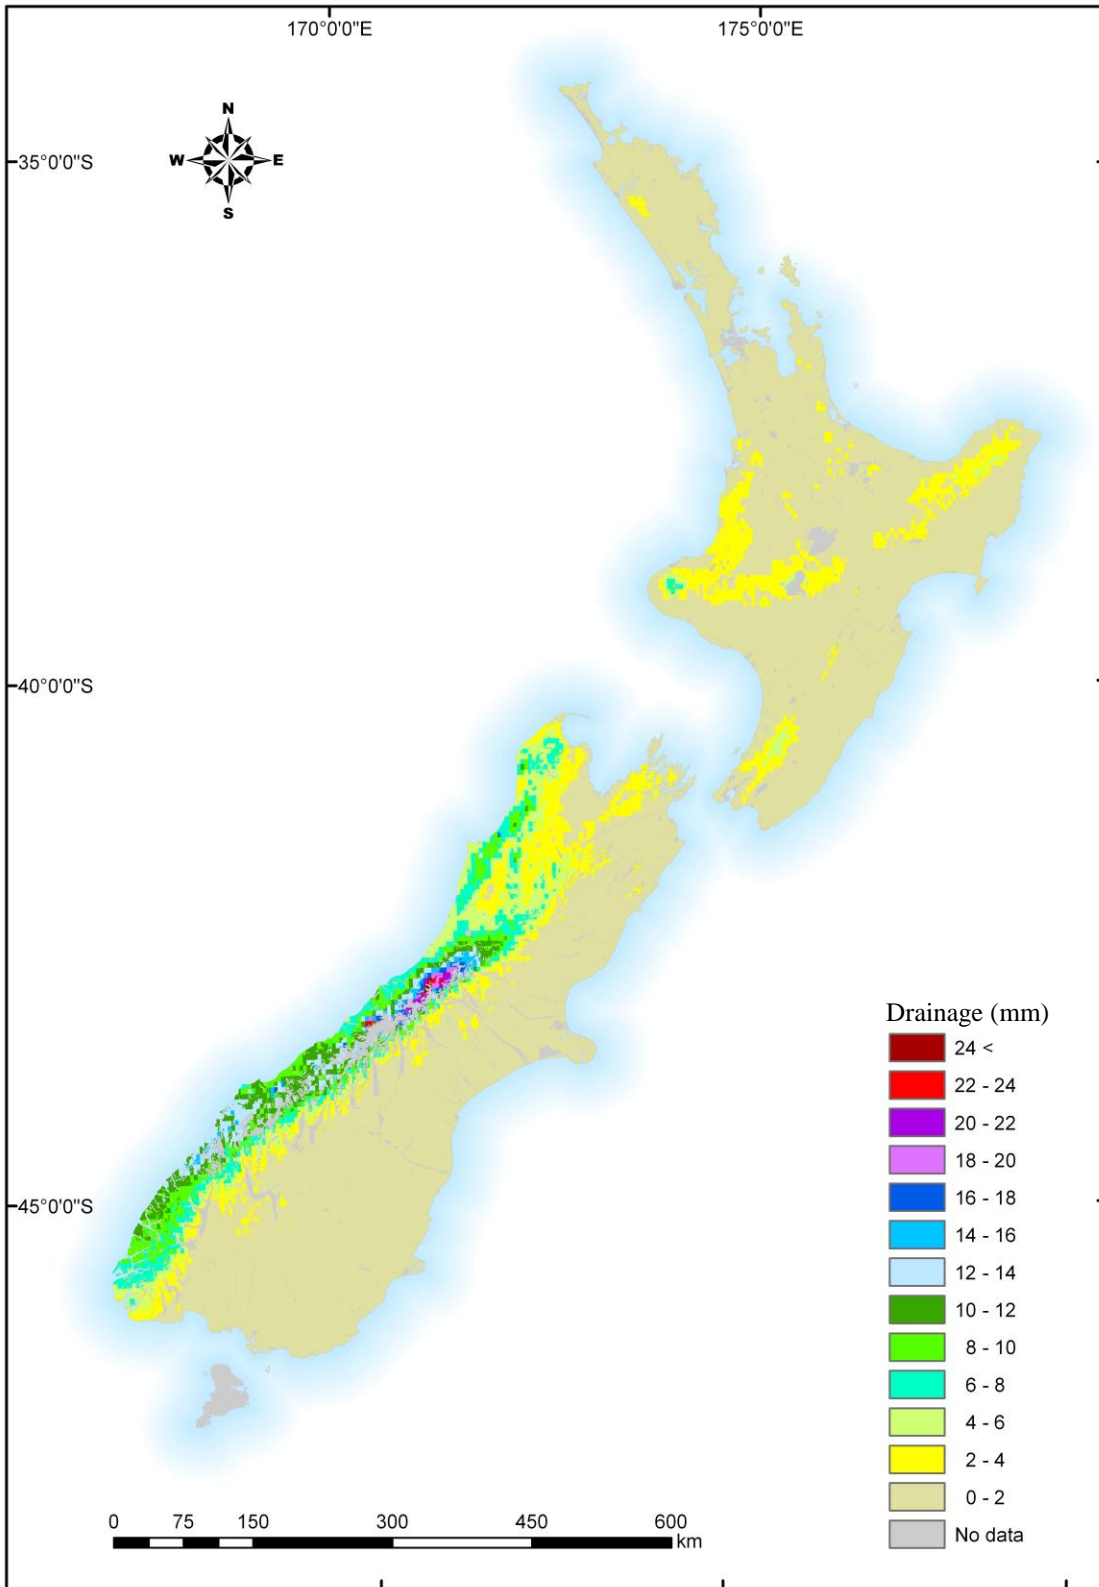 170°0'0"E
175°0'0"E
N
W E
S
35°0'0"S
40°0'0"S
45°0'0"S
Drainage (mm)
24 <
22 - 24
20 - 22
18 - 20
16 - 18
14 - 16
12 - 14
10 - 12
8 - 10
6 - 8
4 - 6
2 - 4
0 - 2
No data
0 75 150 300 450 600
km